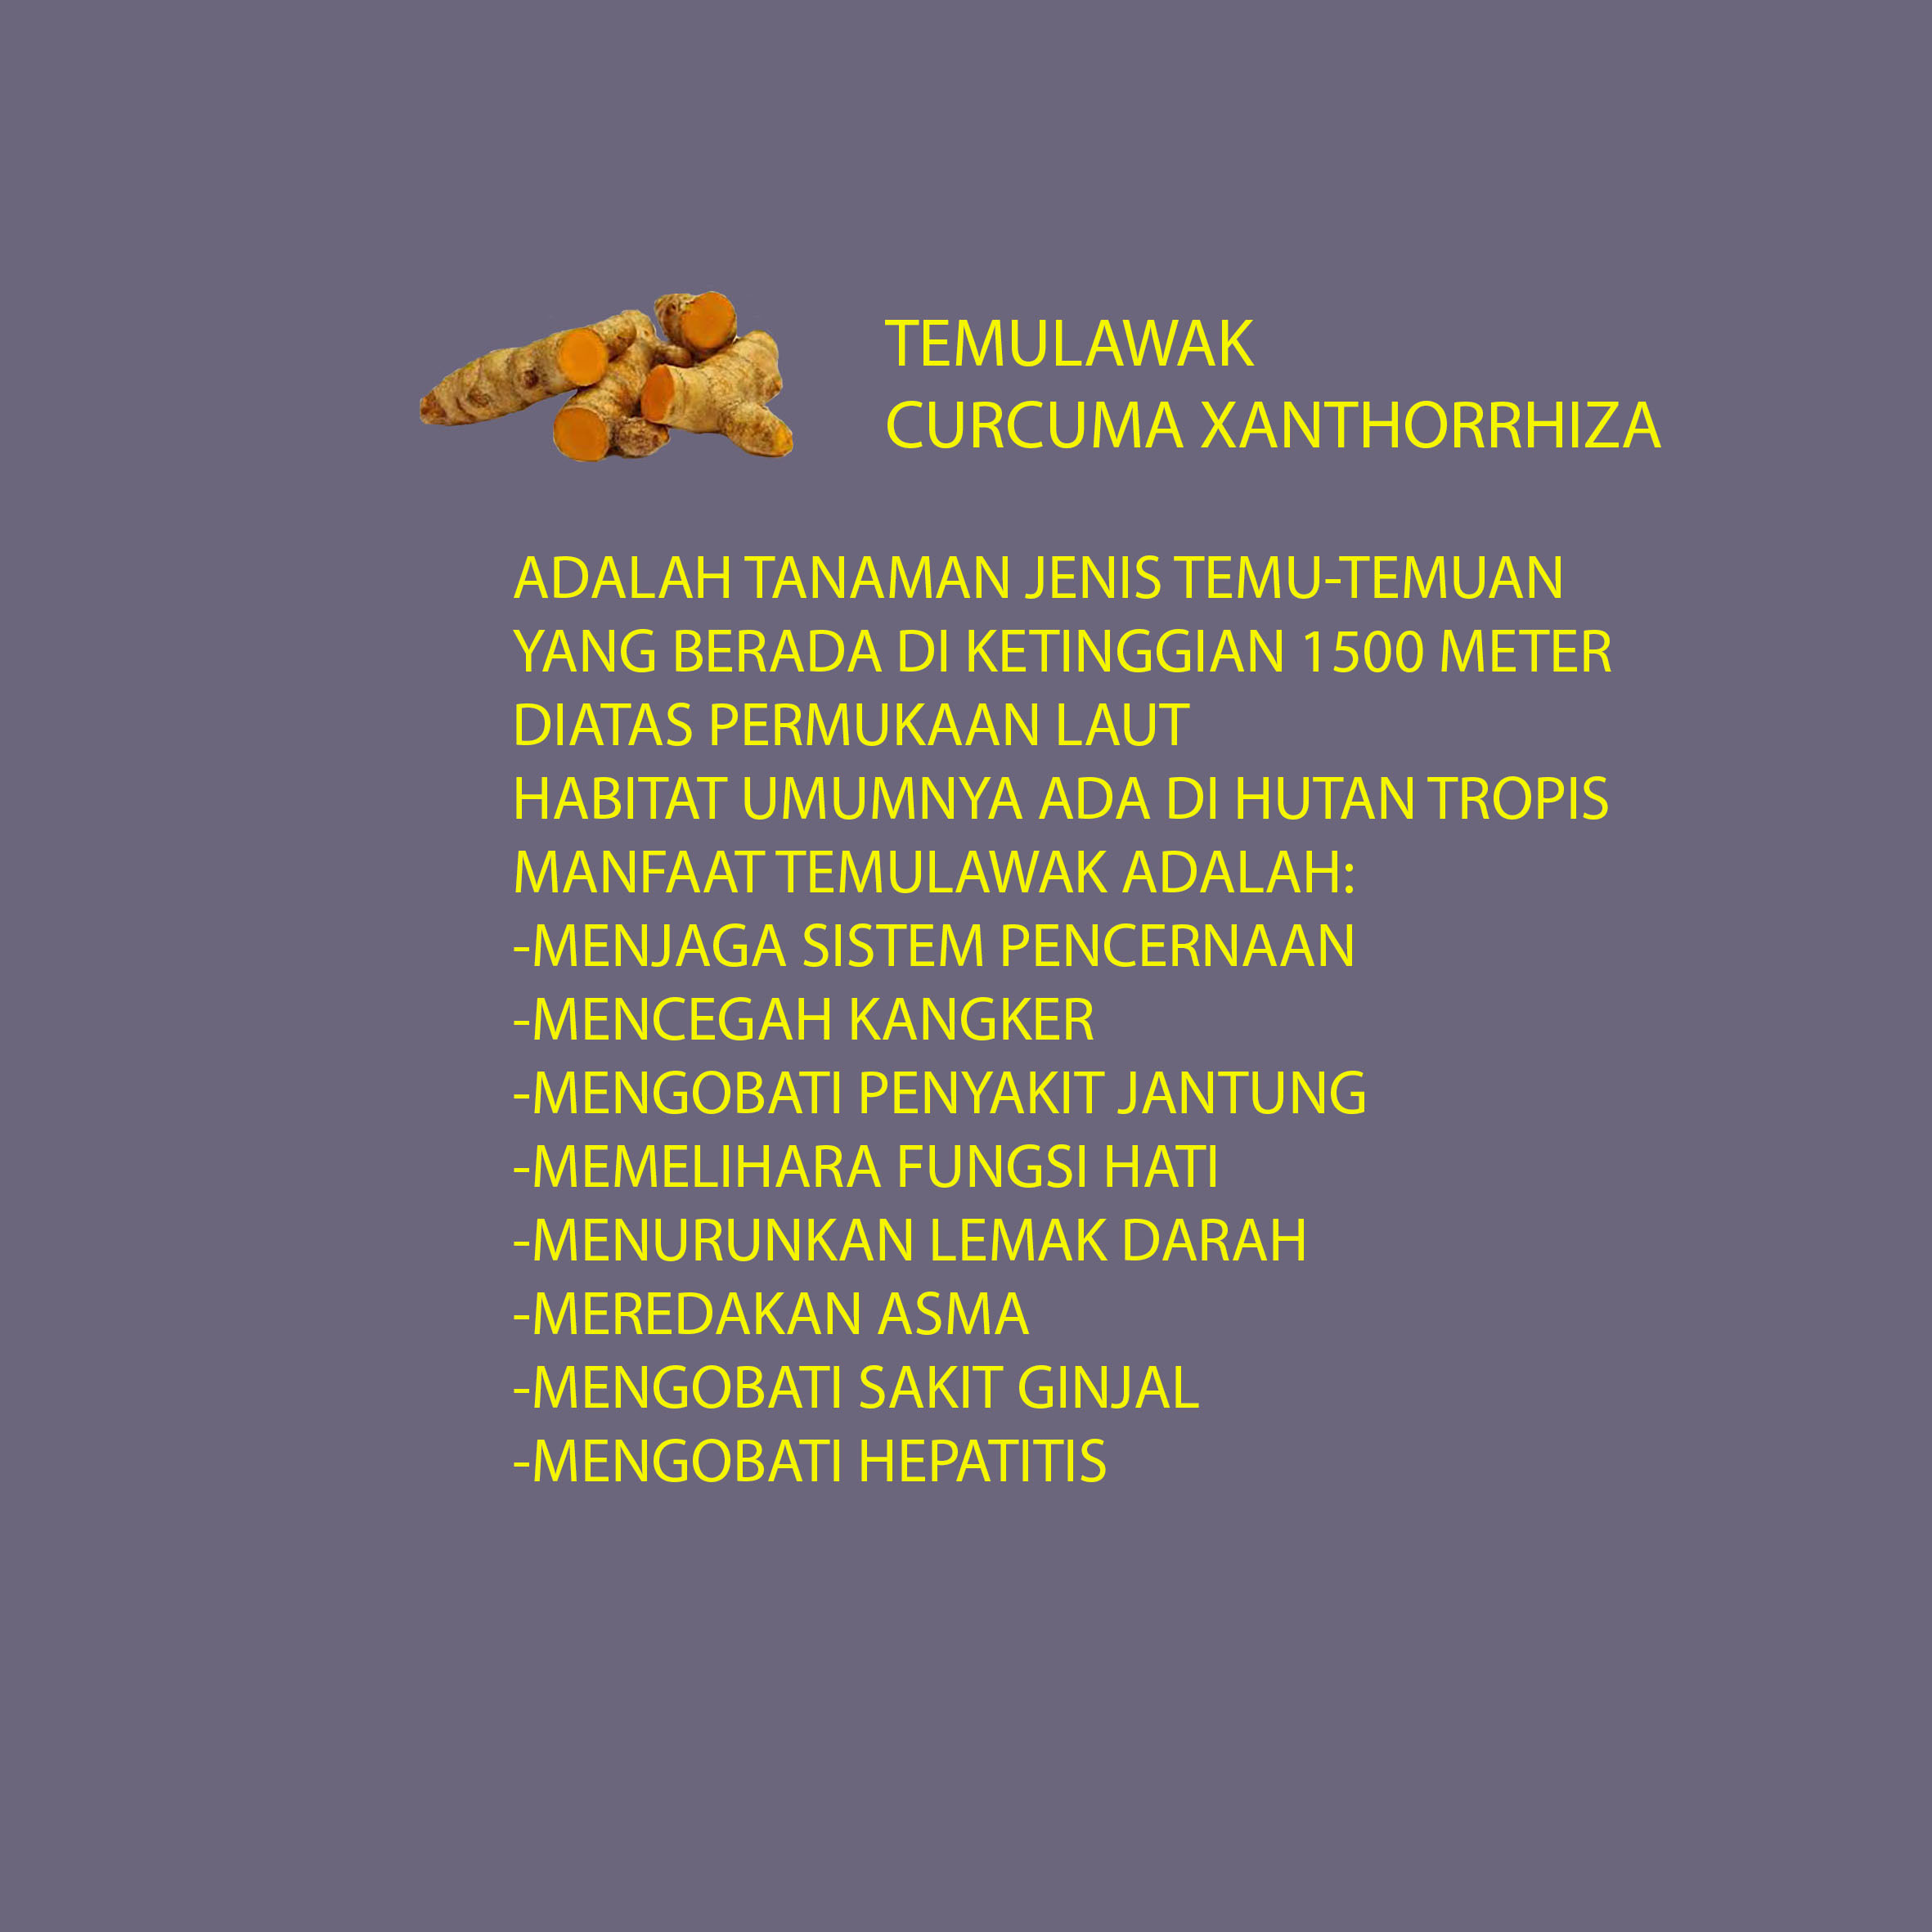 TEMULAWAK
CURCUMA XANTHORRHIZA
ADALAH TANAMAN JENIS TEMU-TEMUAN
YANG BERADA DI KETINGGIAN 1500 METER
DIATAS PERMUKAAN LAUT
HABITAT UMUMNYA ADA DI HUTAN TROPIS
MANFAAT TEMULAWAK ADALAH:
-MENJAGA SISTEM PENCERNAAN
-MENCEGAH KANGKER
-MENGOBATI PENYAKIT JANTUNG
-MEMELIHARA FUNGSI HATI
-MENURUNKAN LEMAK DARAH
-MEREDAKAN ASMA
-MENGOBATI SAKIT GINJAL
-MENGOBATI HEPATITIS